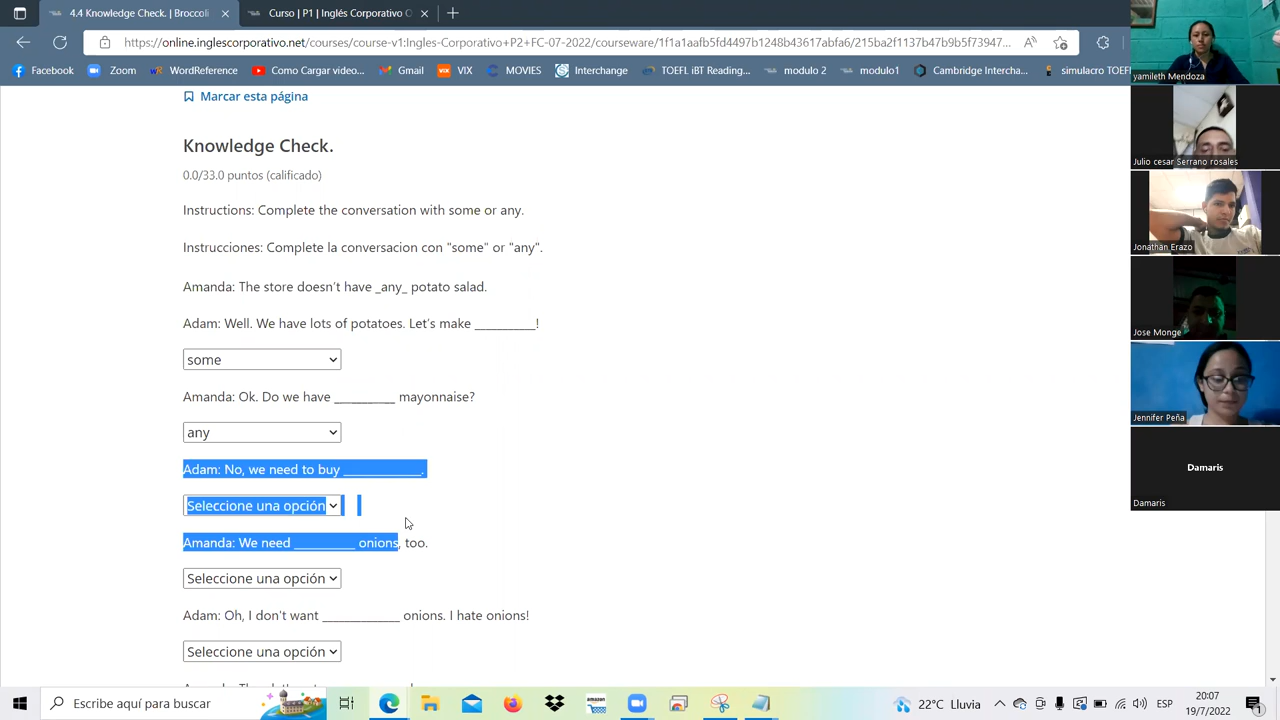 4.4 Knowledge Check. | Broccoli
Curso | P1 | Inglés Corporativo
https://online.inglescorporativo.net/courses/course-v1:Ingles-Corporativo+P2+FC-07-2022/courseware/1f1a1aafb5fd4497b1248b43617abfa6/215ba2f1137b47b9b5f73947...
Facebook
Zoom
WordReference
Como Cargar video...
Gmail
VIX
MOVIES
Interchange
TOEFL iBT Reading...
modulo 2
modulo1
Cambridge Intercha...
simulacro TOEFL
Marcar esta página
Knowledge Check.
0.0/33.0 puntos (calificado)
Instructions: Complete the conversation with some or any.
Instrucciones: Complete la conversacion con "some" or "any".
Amanda: The store doesn't have _any_ potato salad.
Adam: Well. We have lots of potatoes. Let's make __________!
some
Amanda: Ok. Do we have __________ mayonnaise?
any
Adam: No, we need to buy _____________.
Seleccione una opción
Amanda: We need __________ onions, too.
Seleccione una opción
Adam: Oh, I don't want _____________ onions. I hate onions!
Seleccione una opción
yamileth Mendoza
Julio cesar Serrano rosales
Jonathan Erazo
Jose Monge
Jennifer Peña
Damaris
Damaris
Escribe aquí para buscar
22°C Lluvia
ESP
20:07
19/7/2022
1